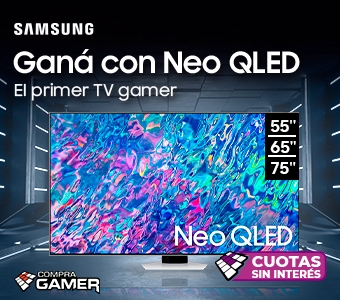 SAMSUNG
Ganá con Neo QLED
El primer TV gamer
55"
65"
75"
Neo QLED
COMPRA
GAMER
CUOTAS
SIN INTERÉS